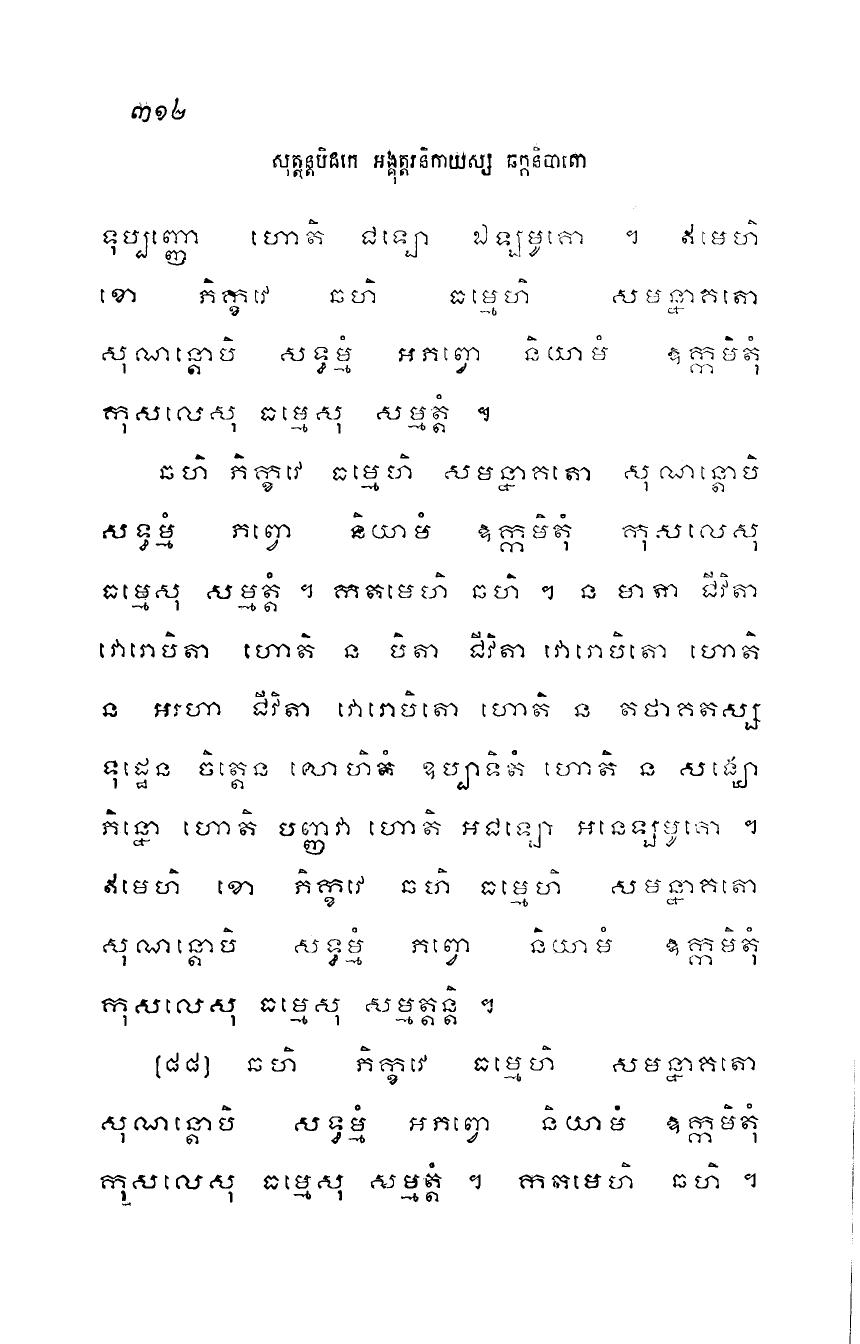 ៣១២
សុត្តន្តបិដកេ អង្គុត្តរនិកាយស្ស ឆក្កនិបាតោ
ទុប្បញ្ញោ ហោតិ ជឡោ ឯឡមូគោ ។ ឥមេហិ
ខោ ភិក្ខវេ ឆហិ ធម្មេហិ សមន្នាគតោ
សុណន្តោបិ សទ្ធម្មំ អភព្វោ និយាមំ ឧក្កមិតុំ
កុសលេសុ ធម្មេសុ សម្មត្តំ ។
ឆហិ ភិក្ខវេ ធម្មេហិ សមន្នាគតោ សុណន្តោបិ
សទ្ធម្មំ ភព្វោ និយាមំ ឧក្កមិតុំ កុសលេសុ
ធម្មេសុ សម្មត្តំ ។ កតមេហិ ឆហិ ។ ន មាតា ជីវិតា
វោរោបិតា ហោតិ ន បិតា ជីវិតា វោរោបិតោ ហោតិ
ន អរហា ជីវិតា វោរោបិតោ ហោតិ ន តថាគតស្ស
ទុដ្ឋេន ចិត្តេន លោហិតំ ឧប្បាទិតំ ហោតិ ន សង្ឃោ
ភិន្នោ ហោតិ បញ្ញវា ហោតិ អជឡោ អនេឡមូគោ ។
ឥមេហិ ខោ ភិក្ខវេ ឆហិ ធម្មេហិ សមន្នាគតោ
សុណន្តោបិ សទ្ធម្មំ ភព្វោ និយាមំ ឧក្កមិតុំ
កុសលេសុ ធម្មេសុ សម្មត្តន្តិ ។
[៨៨] ឆហិ ភិក្ខវេ ធម្មេហិ សមន្នាគតោ
សុណន្តោបិ សទ្ធម្មំ អភព្វោ និយាមំ ឧក្កមិតុំ
កុសលេសុ ធម្មេសុ សម្មត្តំ ។ កតមេហិ ឆហិ ។